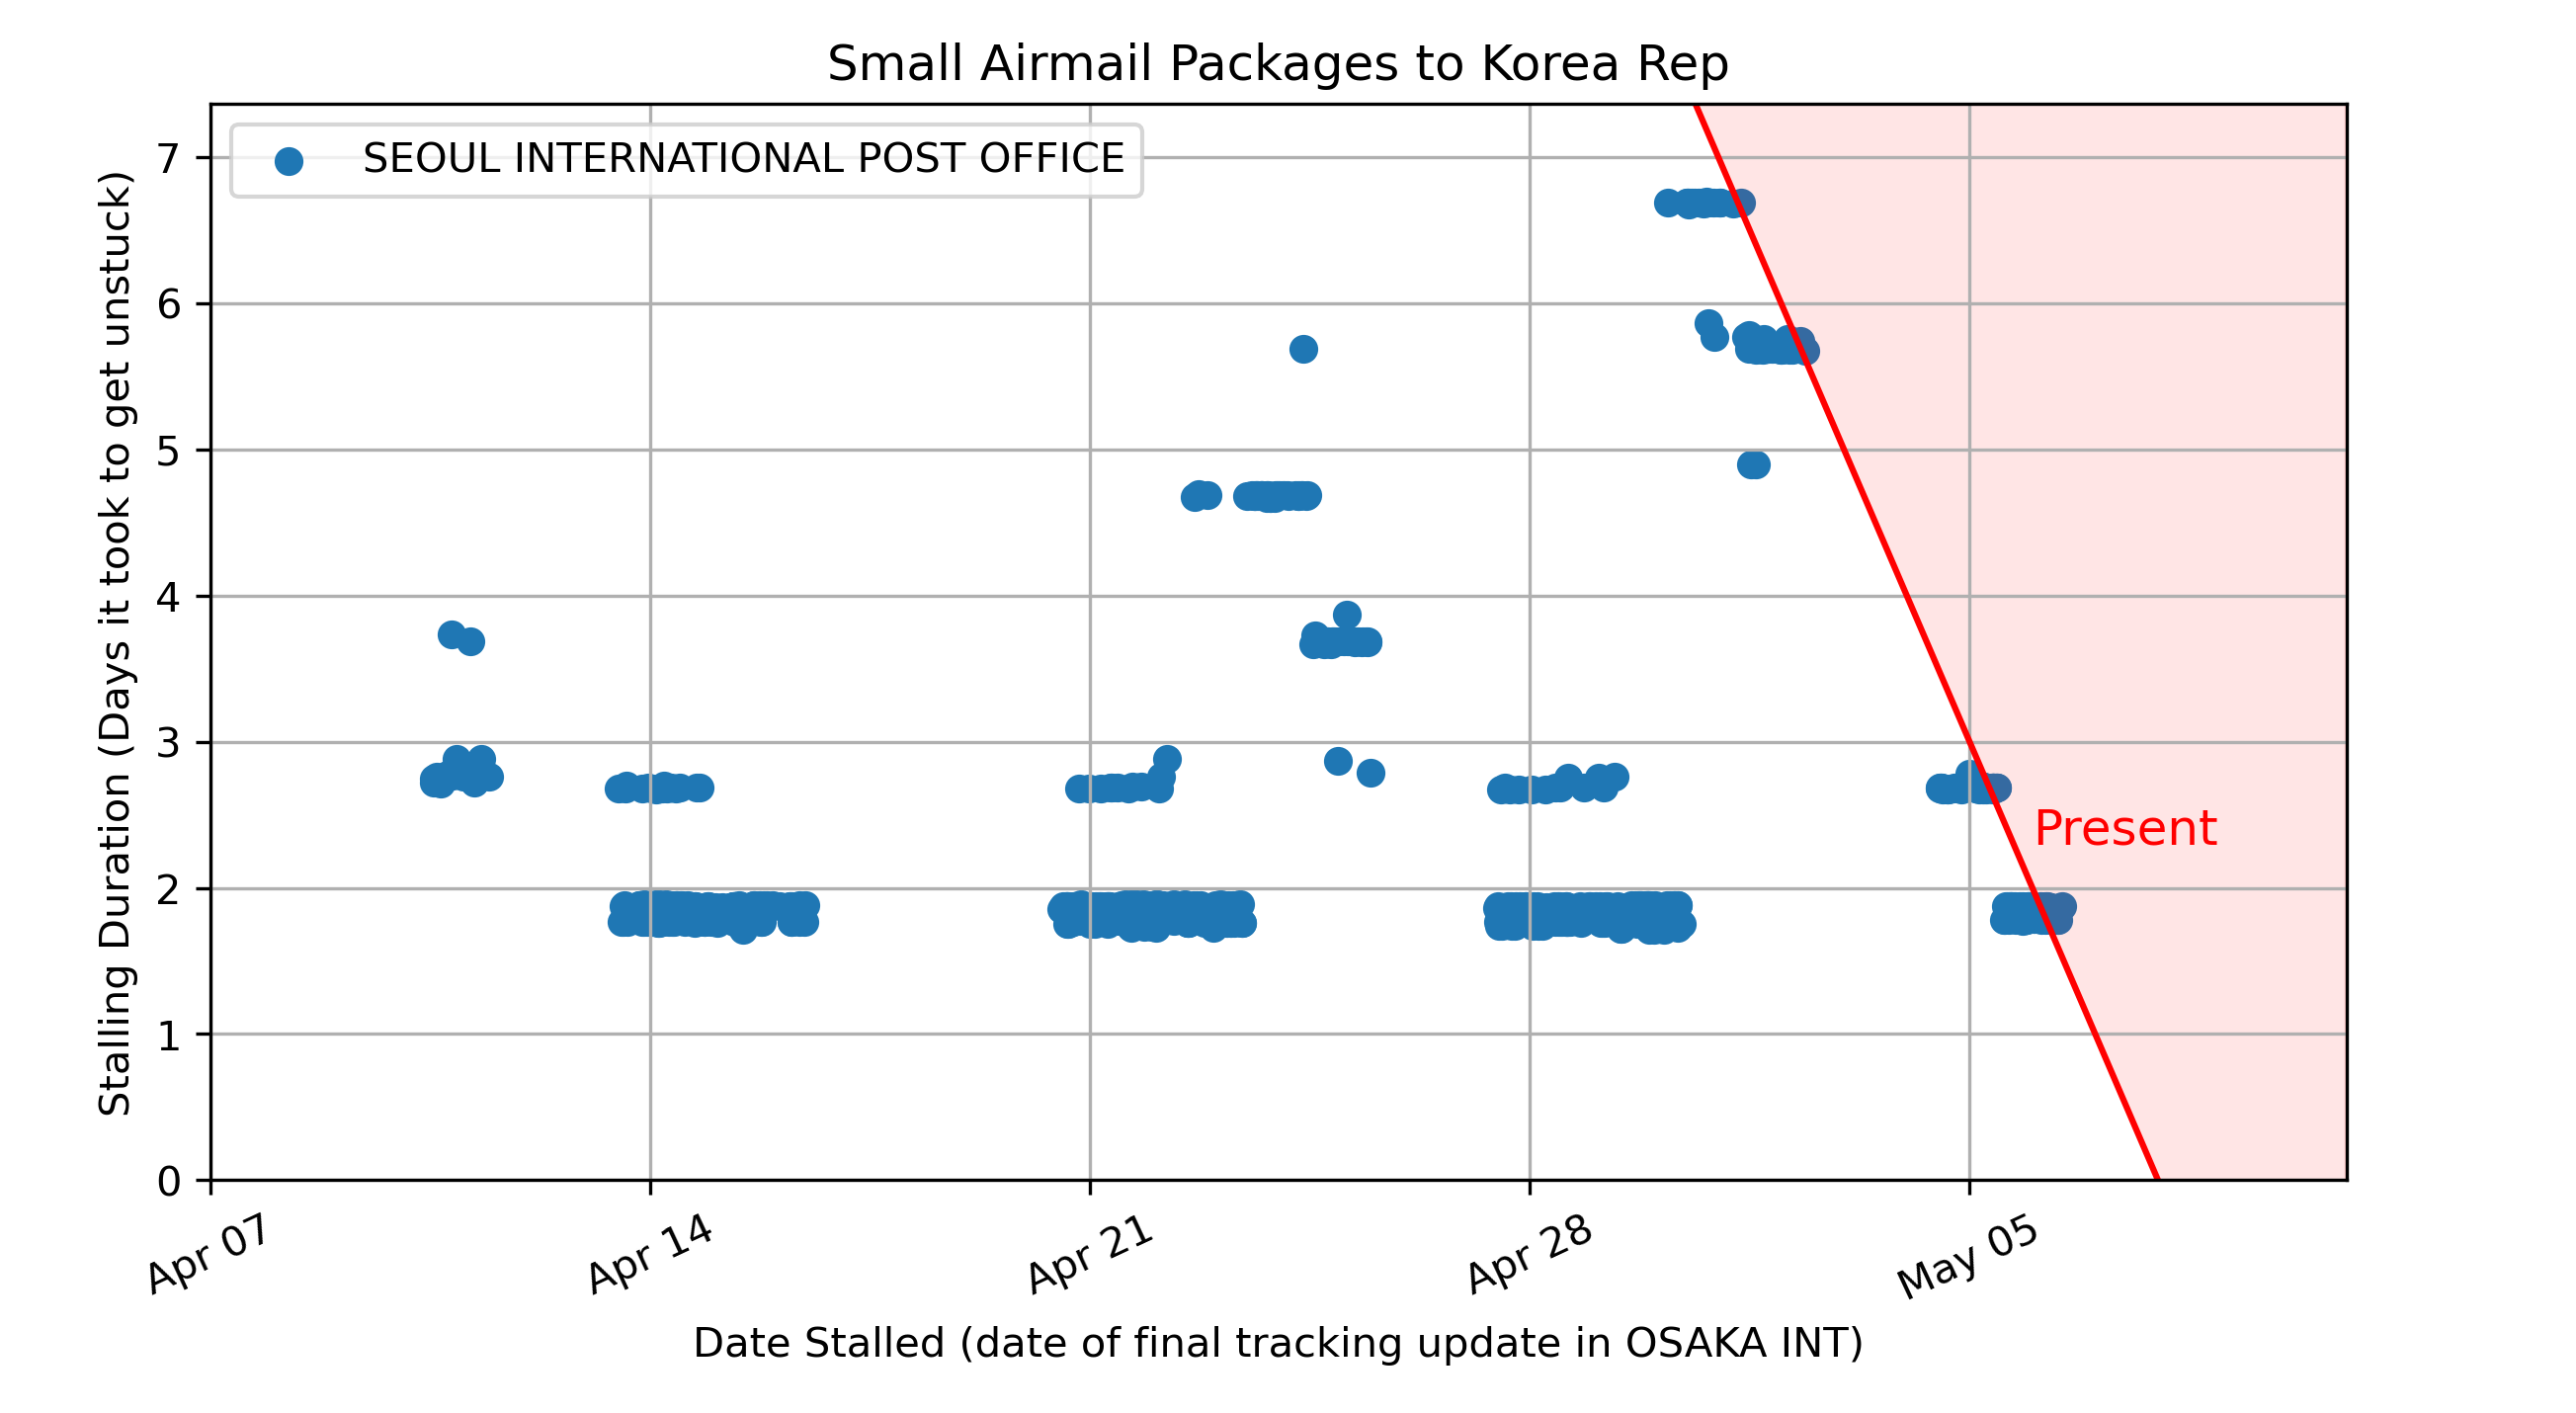 Small Airmail Packages to Korea Rep
SEOUL INTERNATIONAL POST OFFICE
Stalling Duration (Days it took to get unstuck)
7
6
5
4
3
2
1
0
Present
Apr 07
Apr 14
Apr 21
Apr 28
May 05
Date Stalled (date of final tracking update in OSAKA INT)